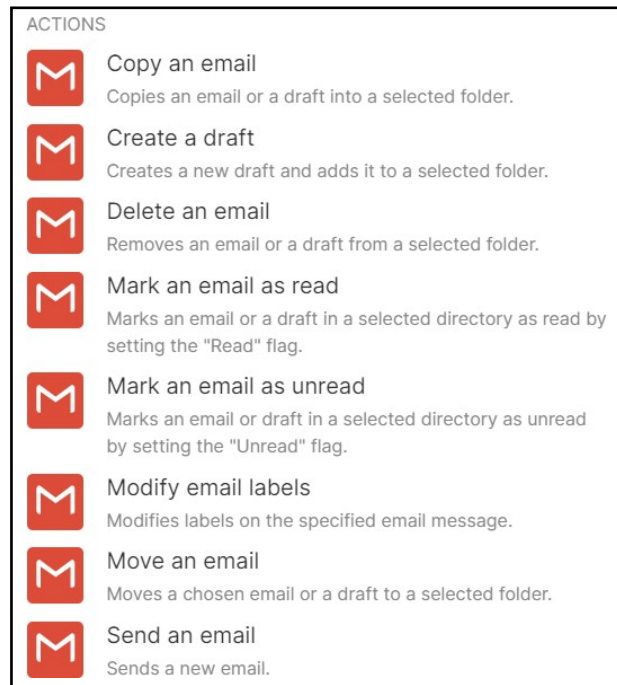 ACTIONS
Copy an email
Copies an email or a draft into a selected folder.
Create a draft
Creates a new draft and adds it to a selected folder.
Delete an email
Removes an email or a draft from a selected folder.
Mark an email as read
Marks an email or a draft in a selected directory as read by
setting the "Read" flag.
Mark an email as unread
Marks an email or draft in a selected directory as unread
by setting the "Unread" flag.
Modify email labels
Modifies labels on the specified email message.
Move an email
Moves a chosen email or a draft to a selected folder.
Send an email
Sends a new email.